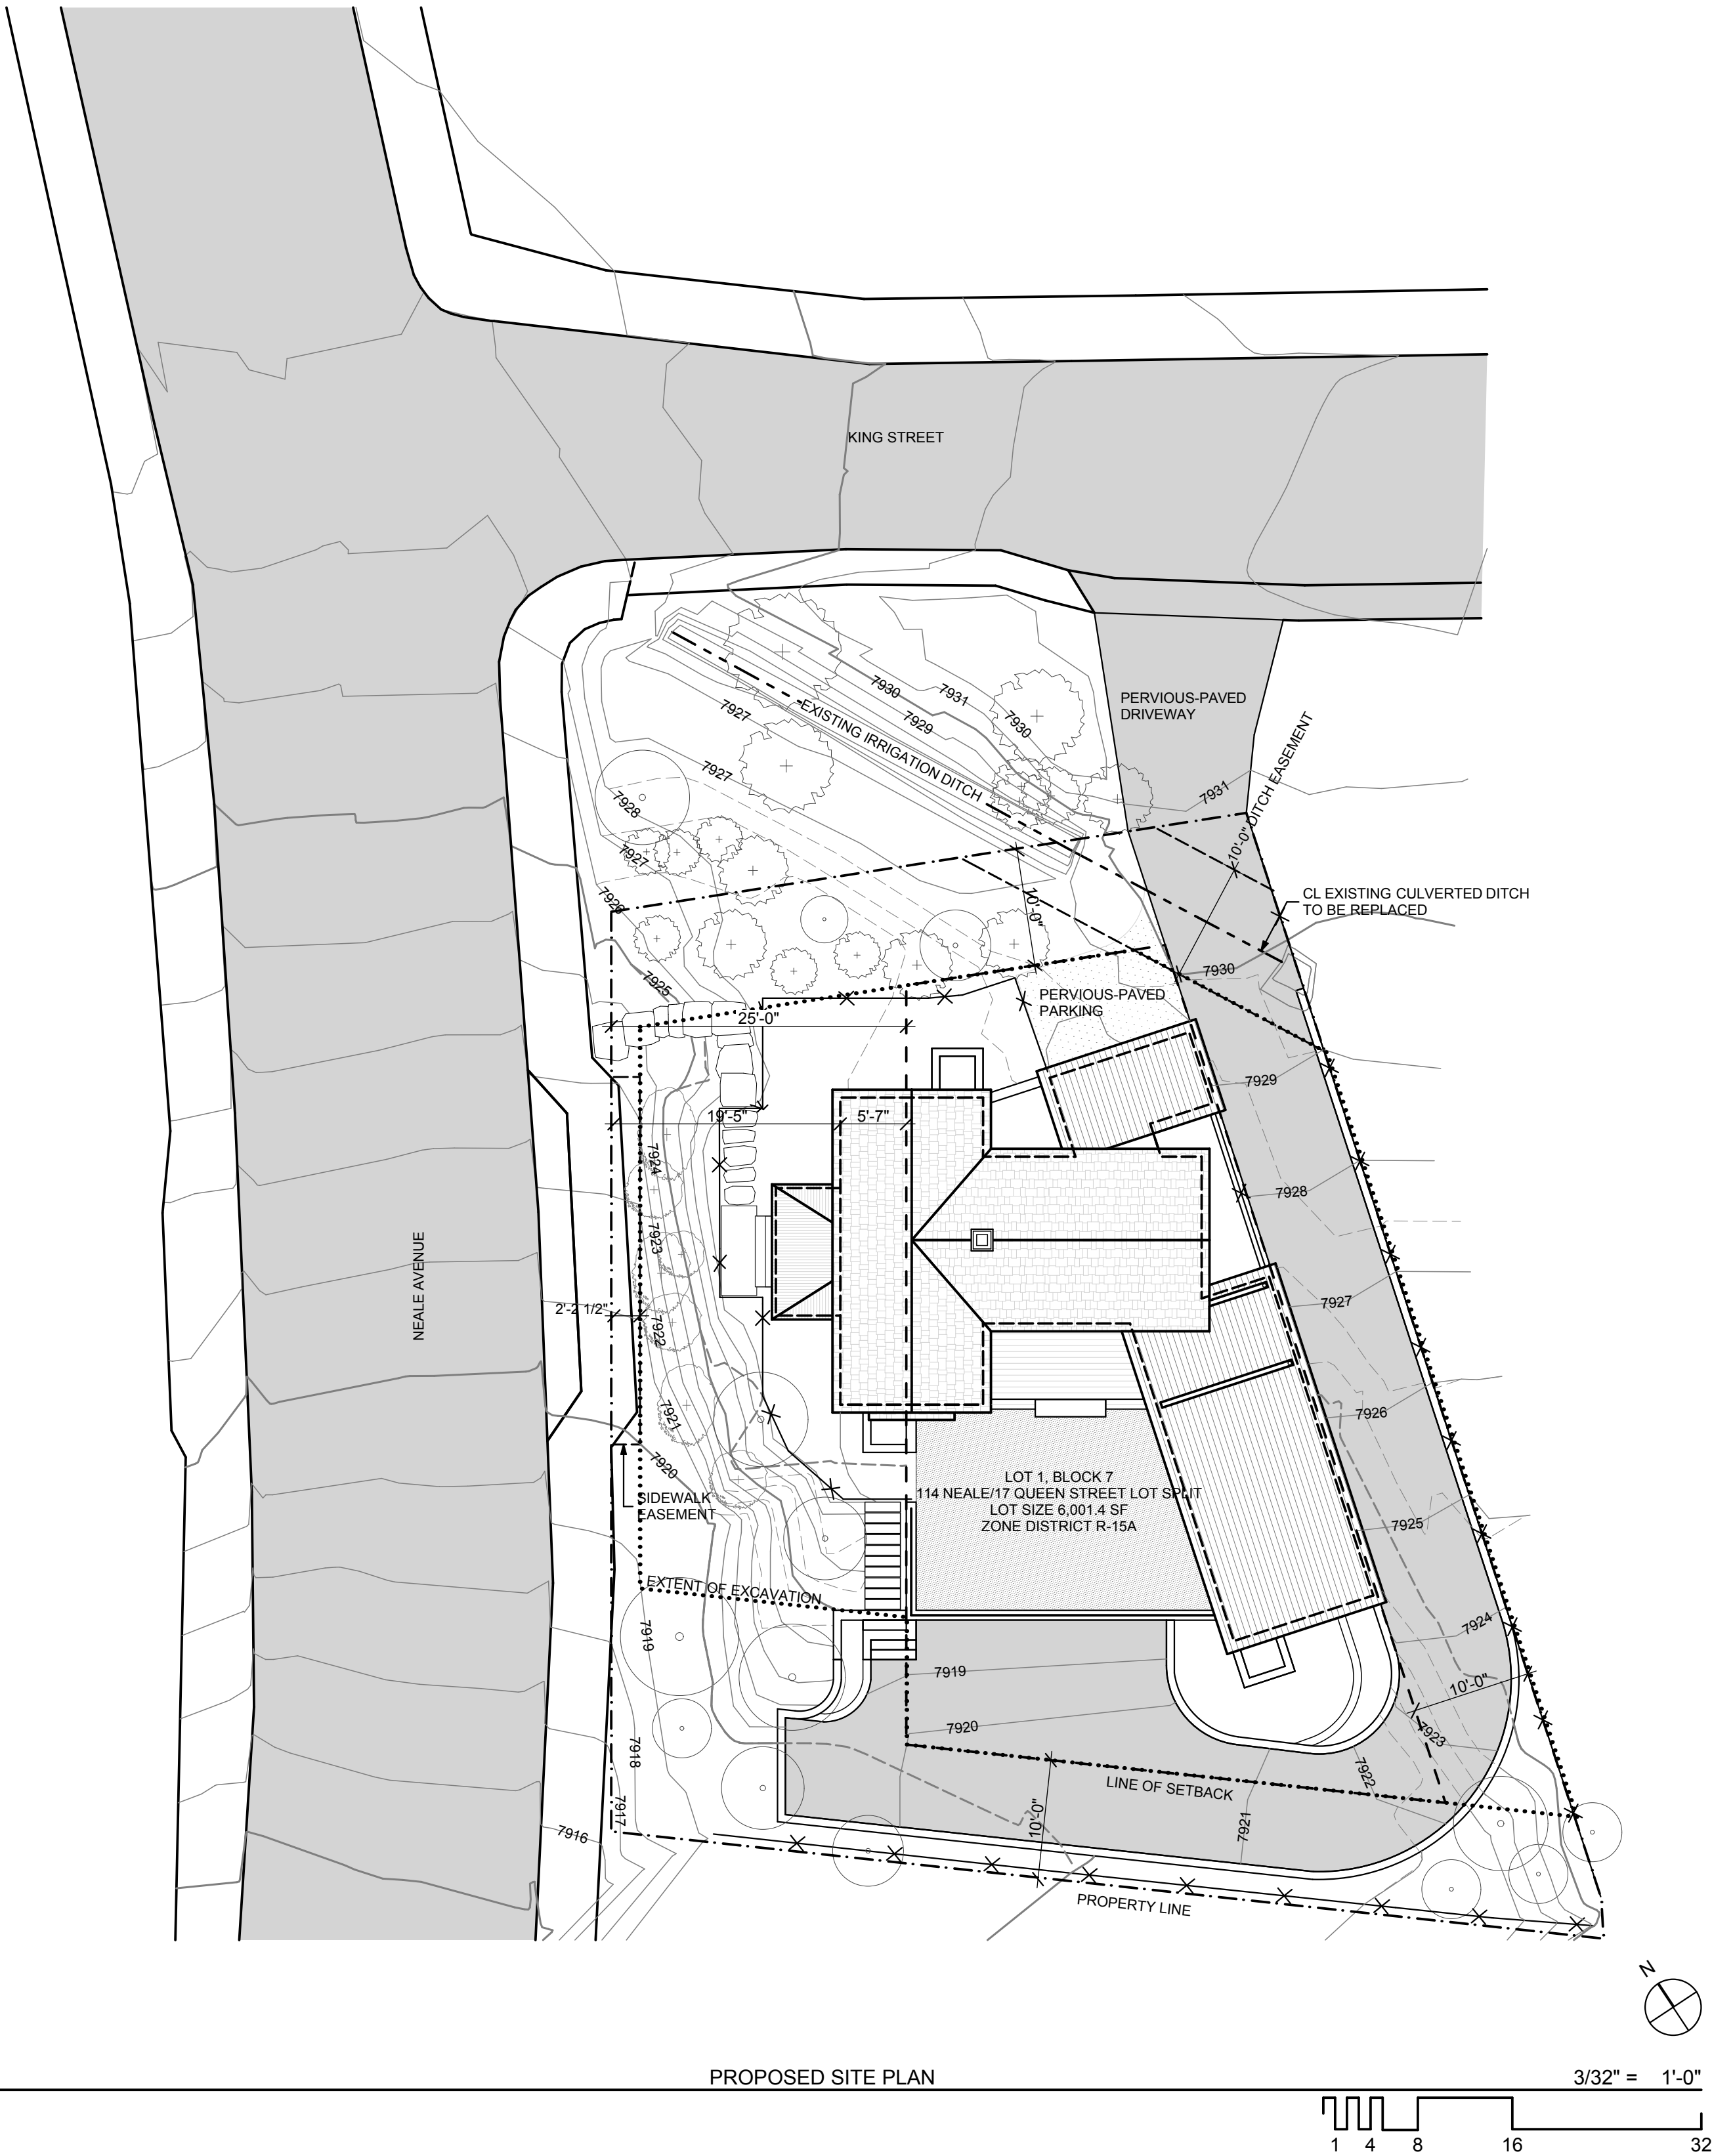 KING STREET
PERVIOUS-PAVED
DRIVEWAY
7930
7931
7929
7930
7927
EXISTING IRRIGATION DITCH
7927
7928
7931
10'-0" DITCH EASEMENT
7927
7926
10'-0"
CL EXISTING CULVERTED DITCH
TO BE REPLACED
7925
7930
PERVIOUS-PAVED
PARKING
25'-0"
7929
19'-5"
5'-7"
7924
7928
7923
NEALE AVENUE
2'-2 1/2"
7922
7927
7921
7926
7920
SIDEWALK
EASEMENT
LOT 1, BLOCK 7
114 NEALE/17 QUEEN STREET LOT SPLIT
LOT SIZE 6,001.4 SF
ZONE DISTRICT R-15A
7925
EXTENT OF EXCAVATION
7924
7919
7919
10'-0"
7920
7923
7918
7922
LINE OF SETBACK
7917
10'-0"
7921
7916
PROPERTY LINE
N
PROPOSED SITE PLAN
3/32" = 1'-0"
1 4 8 16 32